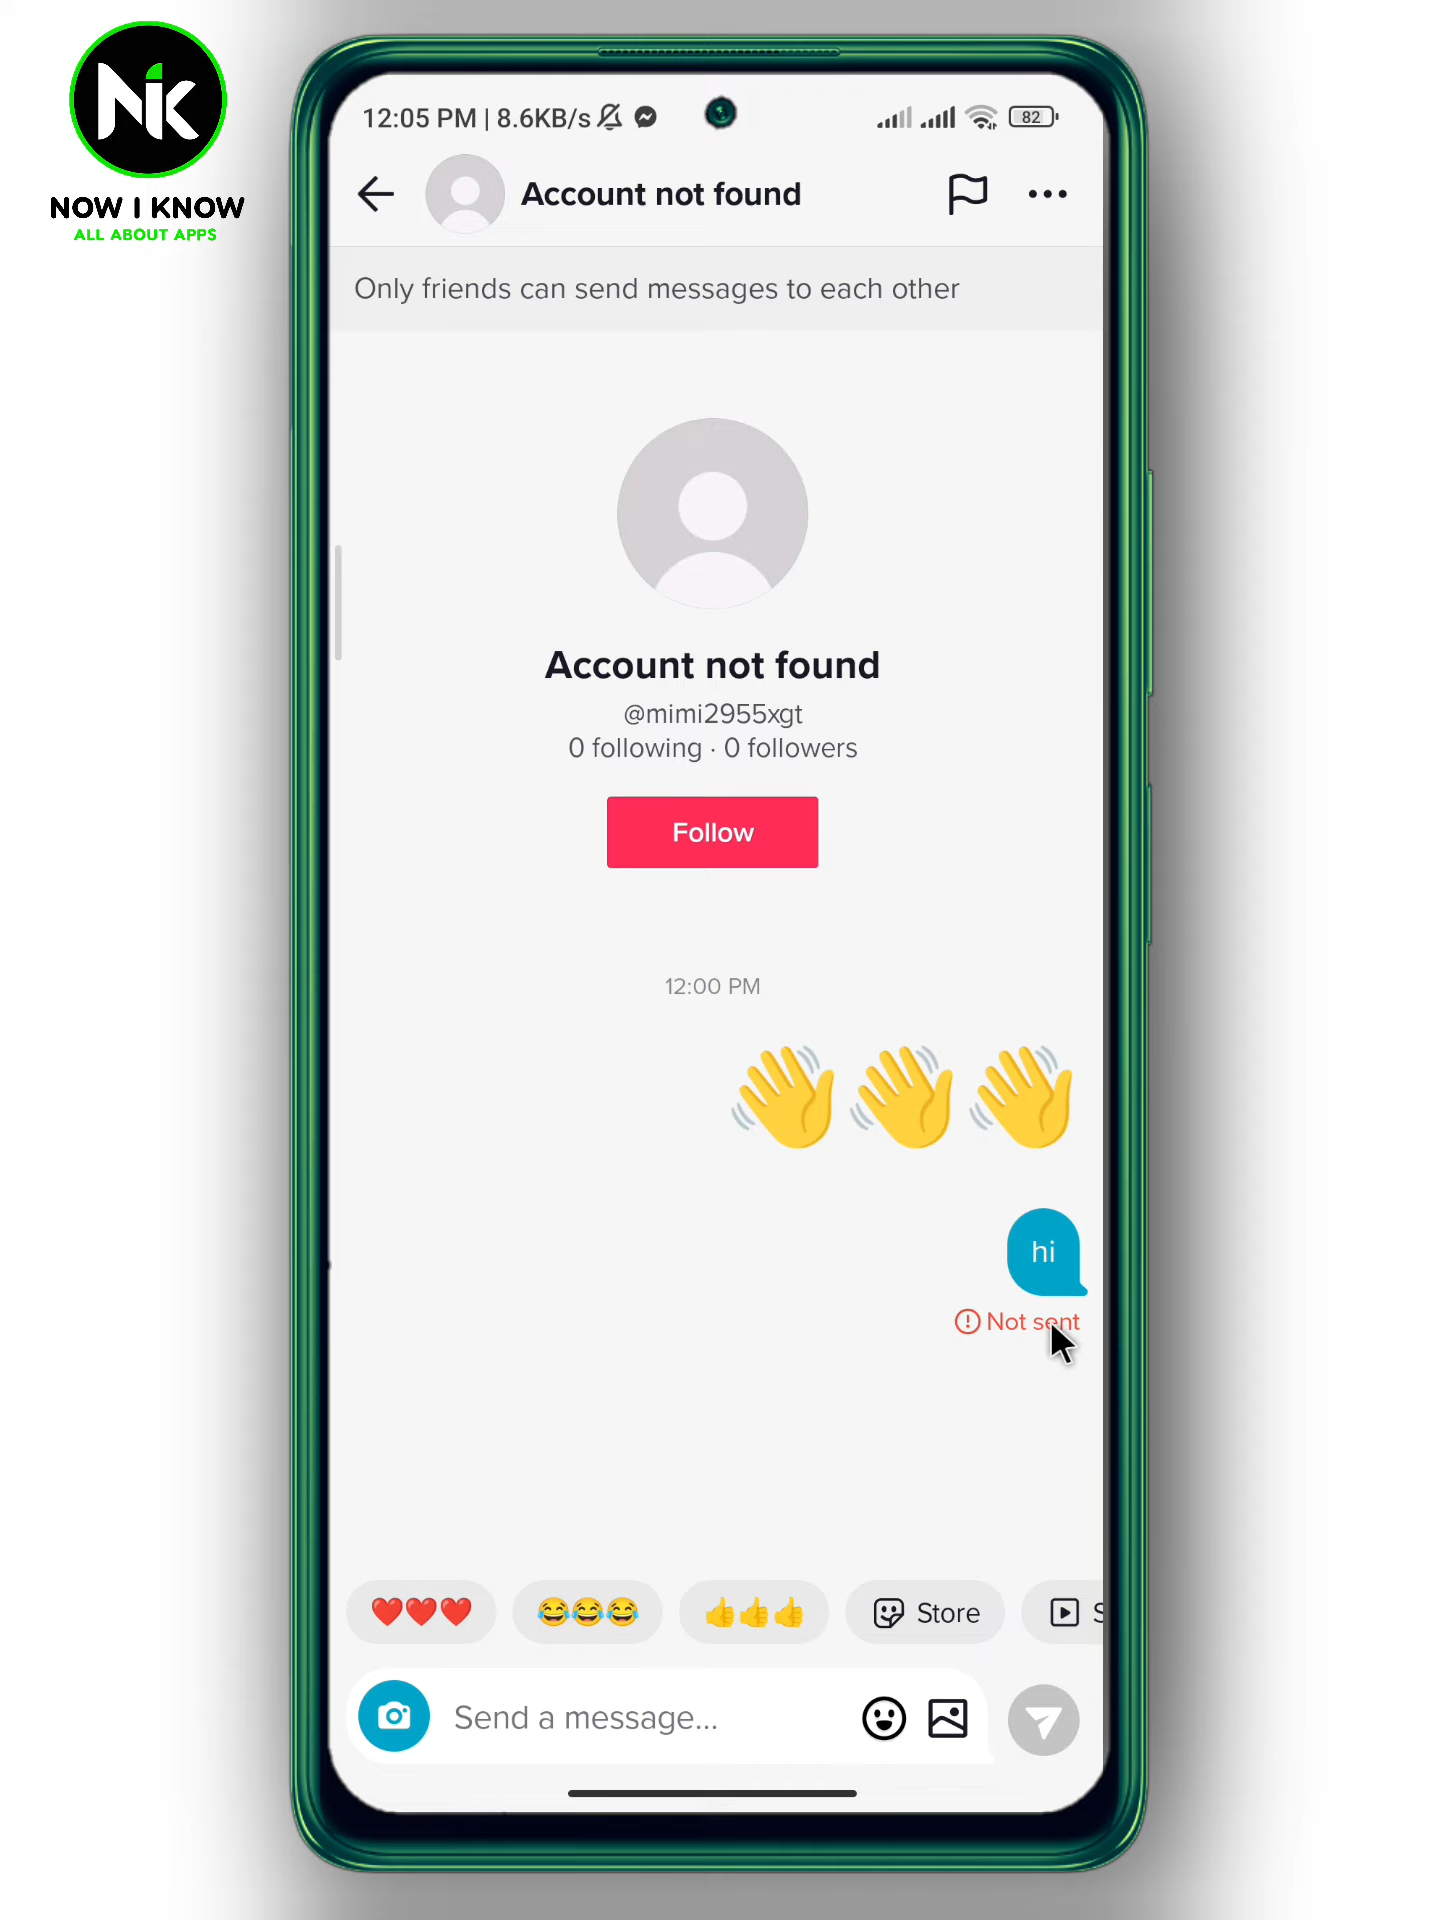 NiK
NOW I KNOW
ALL ABOUT APPS
12:05 PM | 8.6KB/s
82
Account not found
Only friends can send messages to each other
Account not found
@mimi2955xgt
0 following · 0 followers
Follow
12:00 PM
hi
Not sent
Store
Send a message...